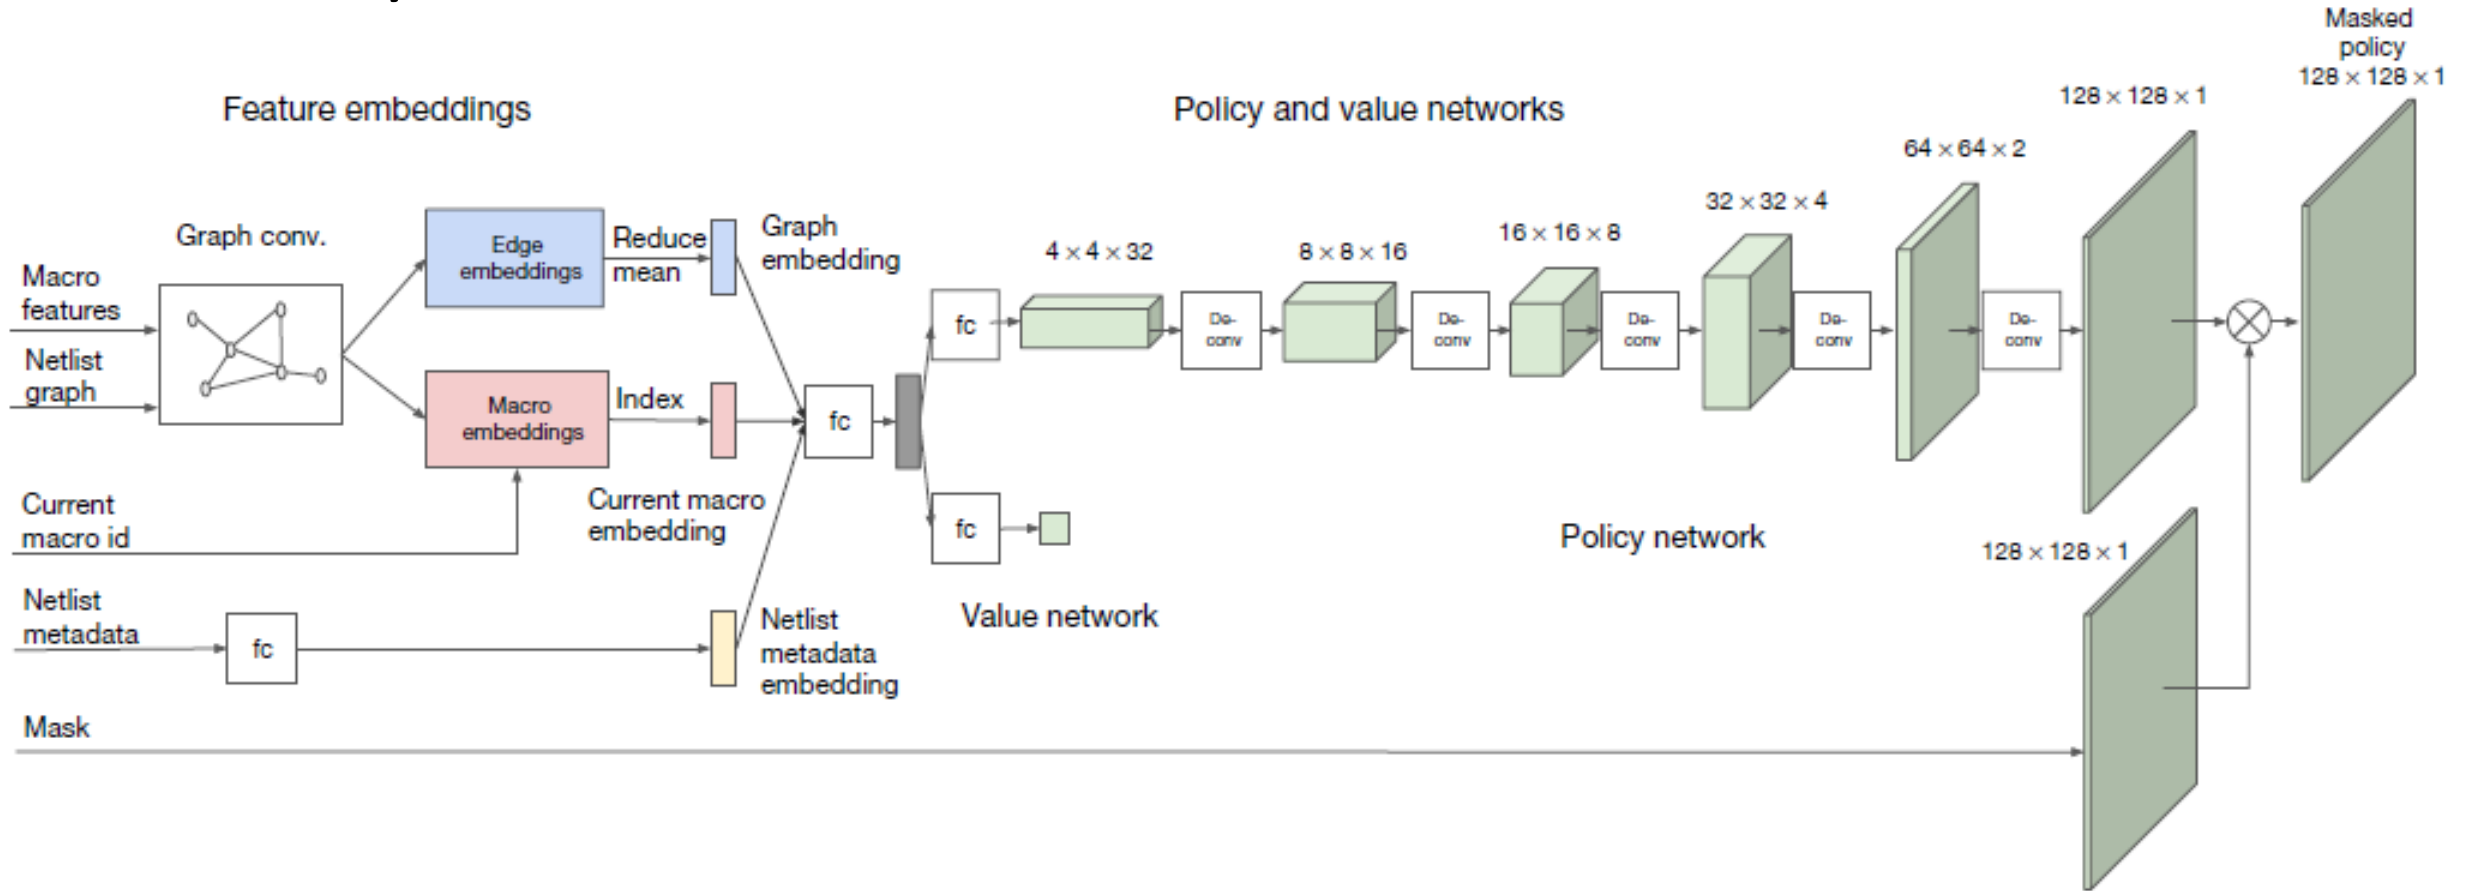 Masked
policy
128 × 128 × 1
128 × 128 × 1
Feature embeddings
Policy and value networks
64 × 64 × 2
32 × 32 × 4
16 × 16 × 8
8 × 8 × 16
4 × 4 × 32
Graph conv.
Edge
embeddings
Reduce
mean
Graph
embedding
Macro
features
Netlist
graph
fc
De-
conv
De-
conv
De-
conv
De-
conv
De-
conv
Macro
embeddings
Index
fc
Current macro
embedding
Current
macro id
fc
Policy network
128 × 128 × 1
Netlist
metadata
fc
Netlist
metadata
embedding
Value network
Mask